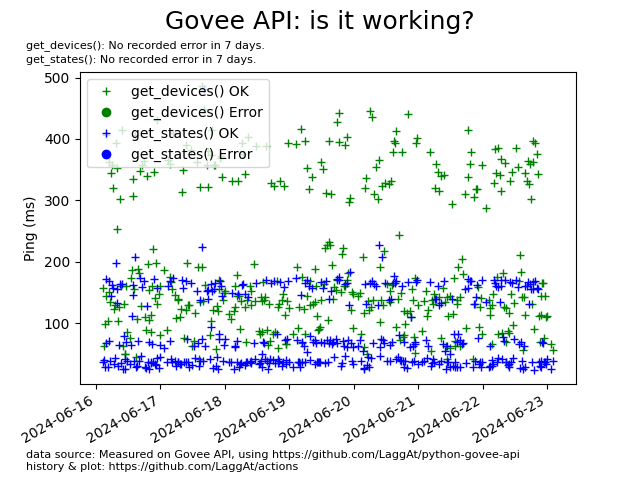 Govee API: is it working?
get_devices(): No recorded error in 7 days.
get_states(): No recorded error in 7 days.
500
400
300
200
100
Ping (ms)
get_devices() OK
get_devices() Error
get_states() OK
get_states() Error
2024-06-16
2024-06-17
2024-06-18
2024-06-19
2024-06-20
2024-06-21
2024-06-22
2024-06-23
data source: Measured on Govee API, using https://github.com/LaggAt/python-govee-api
history & plot: https://github.com/LaggAt/actions